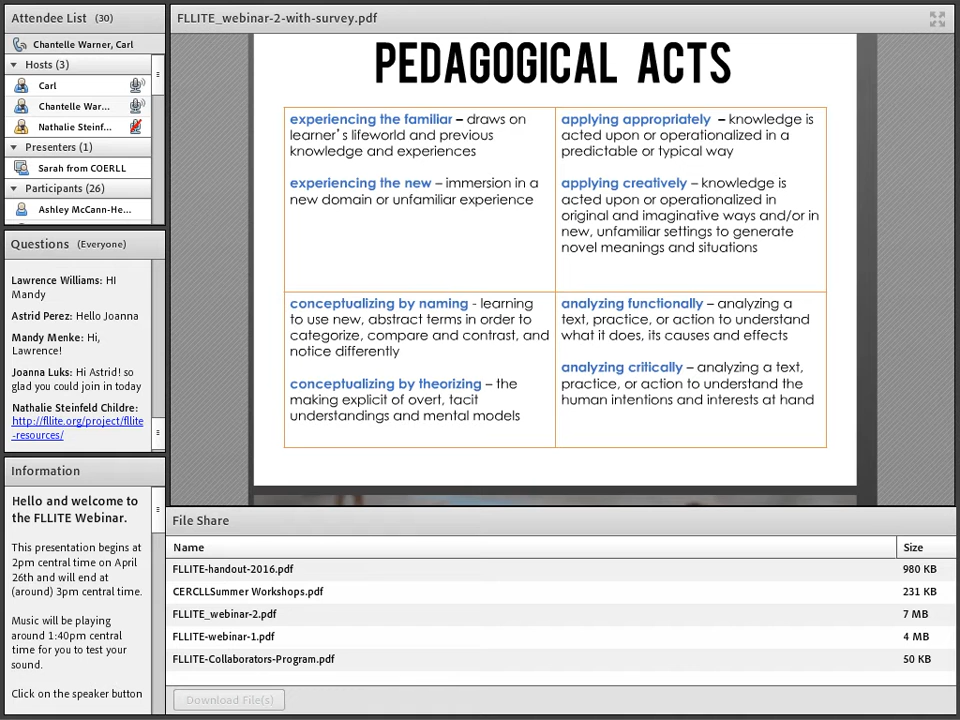 Attendee List (30)
Chantelle Warner, Carl
Hosts (3)
Carl
Chantelle War...
Nathalie Steinf...
Presenters (1)
Sarah from COERLL
Participants (26)
Ashley McCann-He...
Questions (Everyone)
Lawrence Williams: HI
Mandy
Astrid Perez: Hello Joanna
Mandy Menke: Hi,
Lawrence!
Joanna Luks: Hi Astrid! so
glad you could join in today
Nathalie Steinfeld Childre:
http://fllite.org/project/fllite
-resources/
Information
Hello and welcome to
the FLLITE Webinar.
This presentation begins at
2pm central time on April
26th and will end at
(around) 3pm central time.
Music will be playing
around 1:40pm central
time for you to test your
sound.
Click on the speaker button
FLLITE_webinar-2-with-survey.pdf
PEDAGOGICAL ACTS
experiencing the familiar – draws on
learner's lifeworld and previous
knowledge and experiences
experiencing the new – immersion in a
new domain or unfamiliar experience
applying appropriately – knowledge is
acted upon or operationalized in a
predictable or typical way
applying creatively – knowledge is
acted upon or operationalized in
original and imaginative ways and/or in
new, unfamiliar settings to generate
novel meanings and situations
conceptualizing by naming - learning
to use new, abstract terms in order to
categorize, compare and contrast, and
notice differently
conceptualizing by theorizing – the
making explicit of overt, tacit
understandings and mental models
analyzing functionally – analyzing a
text, practice, or action to understand
what it does, its causes and effects
analyzing critically – analyzing a text,
practice, or action to understand the
human intentions and interests at hand
File Share
Name Size
FLLITE-handout-2016.pdf 980 KB
CERCLLSummer Workshops.pdf 231 KB
FLLITE_webinar-2.pdf 7 MB
FLLITE-webinar-1.pdf 4 MB
FLLITE-Collaborators-Program.pdf 50 KB
Download File(s)